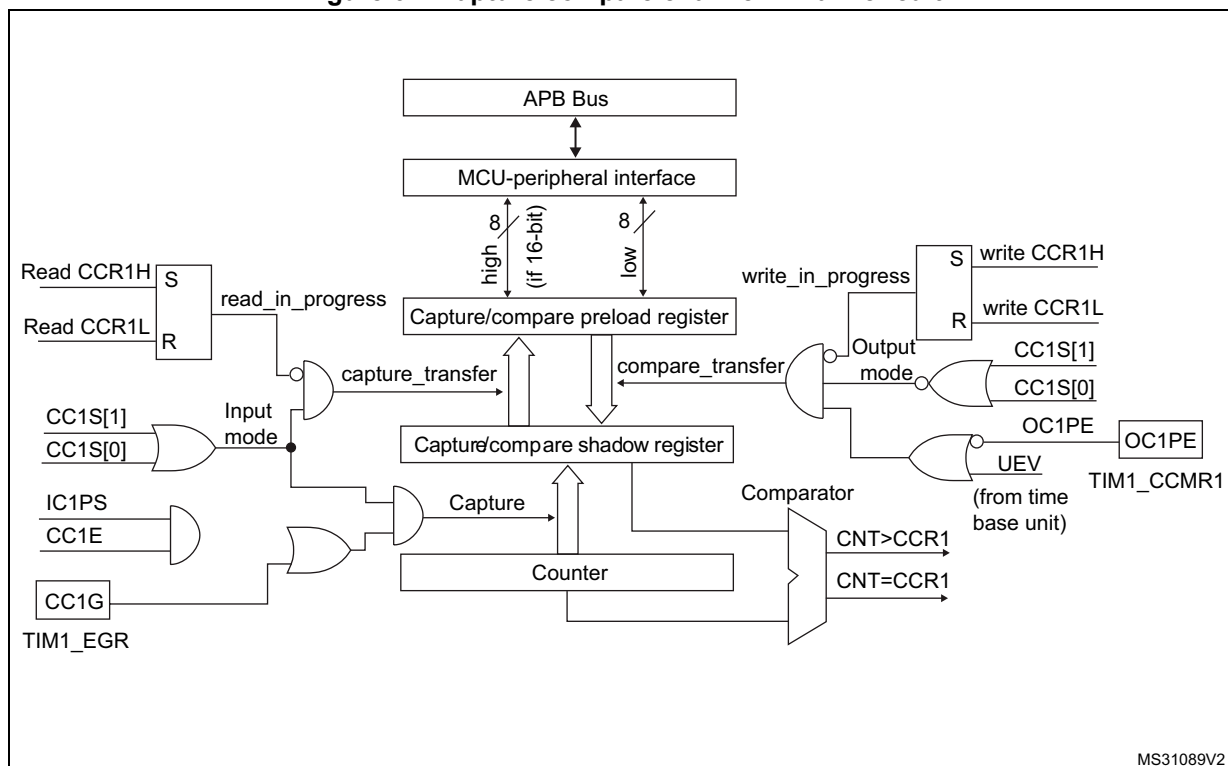 APB Bus
MCU-peripheral interface
8
high
(if 16-bit)
8
low
Read CCR1H
S
read_in_progress
Read CCR1L
R
write_in_progress
S
write CCR1H
R
write CCR1L
Capture/compare preload register
capture_transfer
compare_transfer
Output
mode
CC1S[1]
CC1S[0]
CC1S[1]
CC1S[0]
Input
mode
Capture/compare shadow register
OC1PE
OC1PE
UEV
(from time
base unit)
TIM1_CCMR1
IC1PS
CC1E
Capture
Comparator
CNT>CCR1
CNT=CCR1
Counter
CC1G
TIM1_EGR
MS31089V2